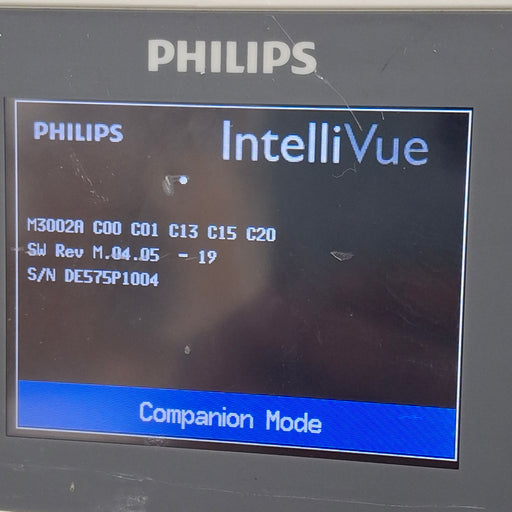 PHILIPS
PHILIPS IntelliVue
M3002A C00 C01 C13 C15 C20
SW Rev M.04.05 - 19
S/N DE575P1004
Companion Mode